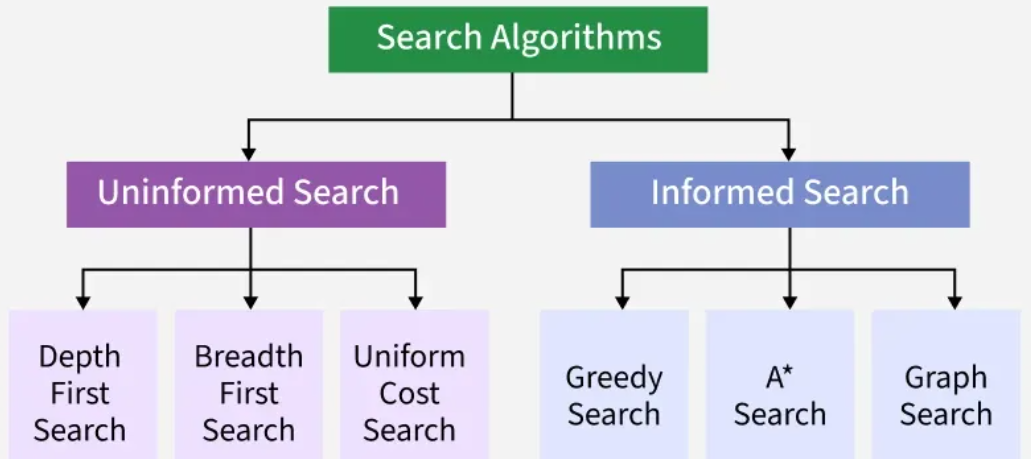 Search Algorithms
Uninformed Search
Informed Search
Depth
First
Search
Breadth
First
Search
Uniform
Cost
Search
Greedy
Search
A*
Search
Graph
Search